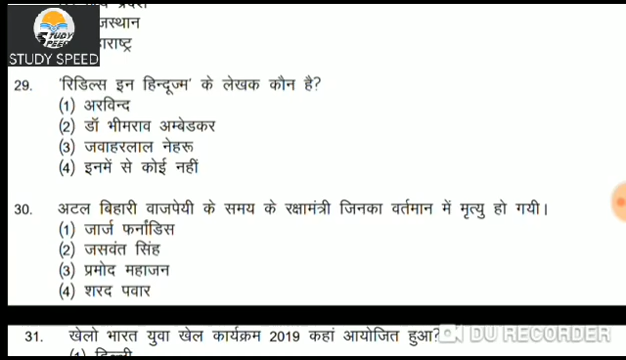 जस्थान
STUDY
SPEED
ाराष्ट्र
STUDY SPEED
29. 'रिडिल्स इन हिन्दूज्म' के लेखक कौन है?
(1) अरविन्द
(2) डॉ भीमराव अम्बेडकर
(3) जवाहरलाल नेहरू
(4) इनमें से कोई नहीं
30. अटल बिहारी वाजपेयी के समय के रक्षामंत्री जिनका वर्तमान में मृत्यु हो गयी।
(1) जार्ज फर्नांडिस
(2) जसवंत सिंह
(3) प्रमोद महाजन
(4) शरद पवार
31. खेलो भारत युवा खेल कार्यक्रम 2019 कहां आयोजित हुआ?
DU RECORDER